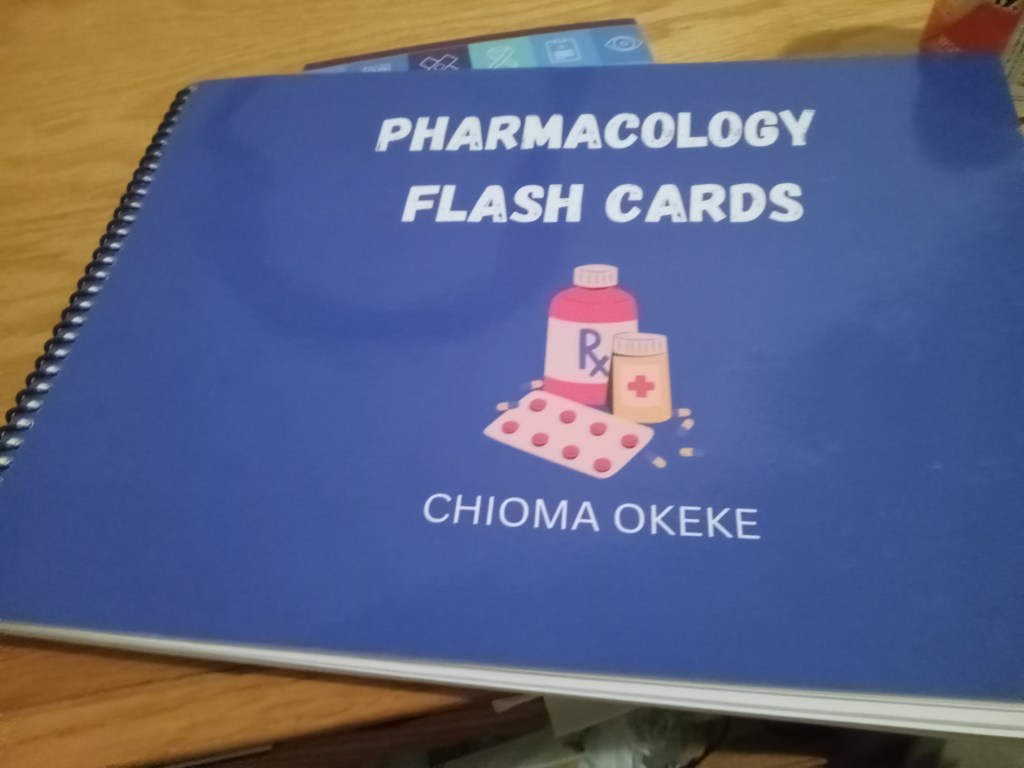 PHARMACOLOGY
FLASH CARDS
Rx
CHIOMA OKEKE